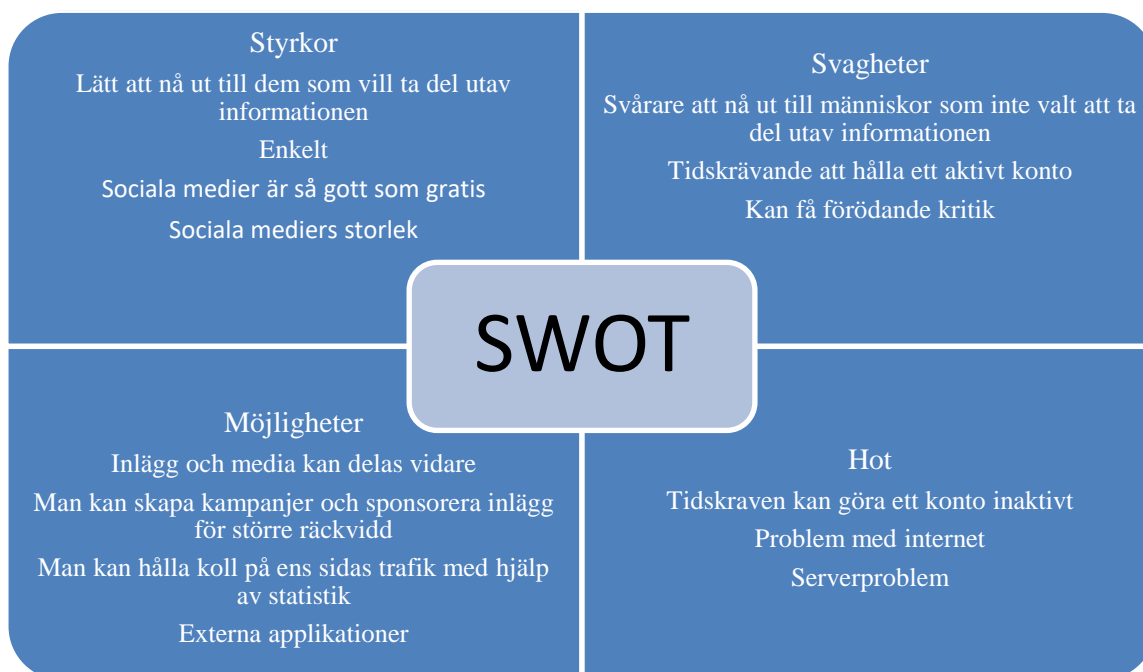 Styrkor
Lätt att nå ut till dem som vill ta del utav
informationen
Enkelt
Sociala medier är så gott som gratis
Sociala mediers storlek
Svagheter
Svårare att nå ut till människor som inte valt att ta
del utav informationen
Tidskrävande att hålla ett aktivt konto
Kan få förödande kritik
SWOT
Möjligheter
Inlägg och media kan delas vidare
Man kan skapa kampanjer och sponsorera inlägg
för större räckvidd
Man kan hålla koll på ens sidas trafik med hjälp
av statistik
Externa applikationer
Hot
Tidskraven kan göra ett konto inaktivt
Problem med internet
Serverproblem